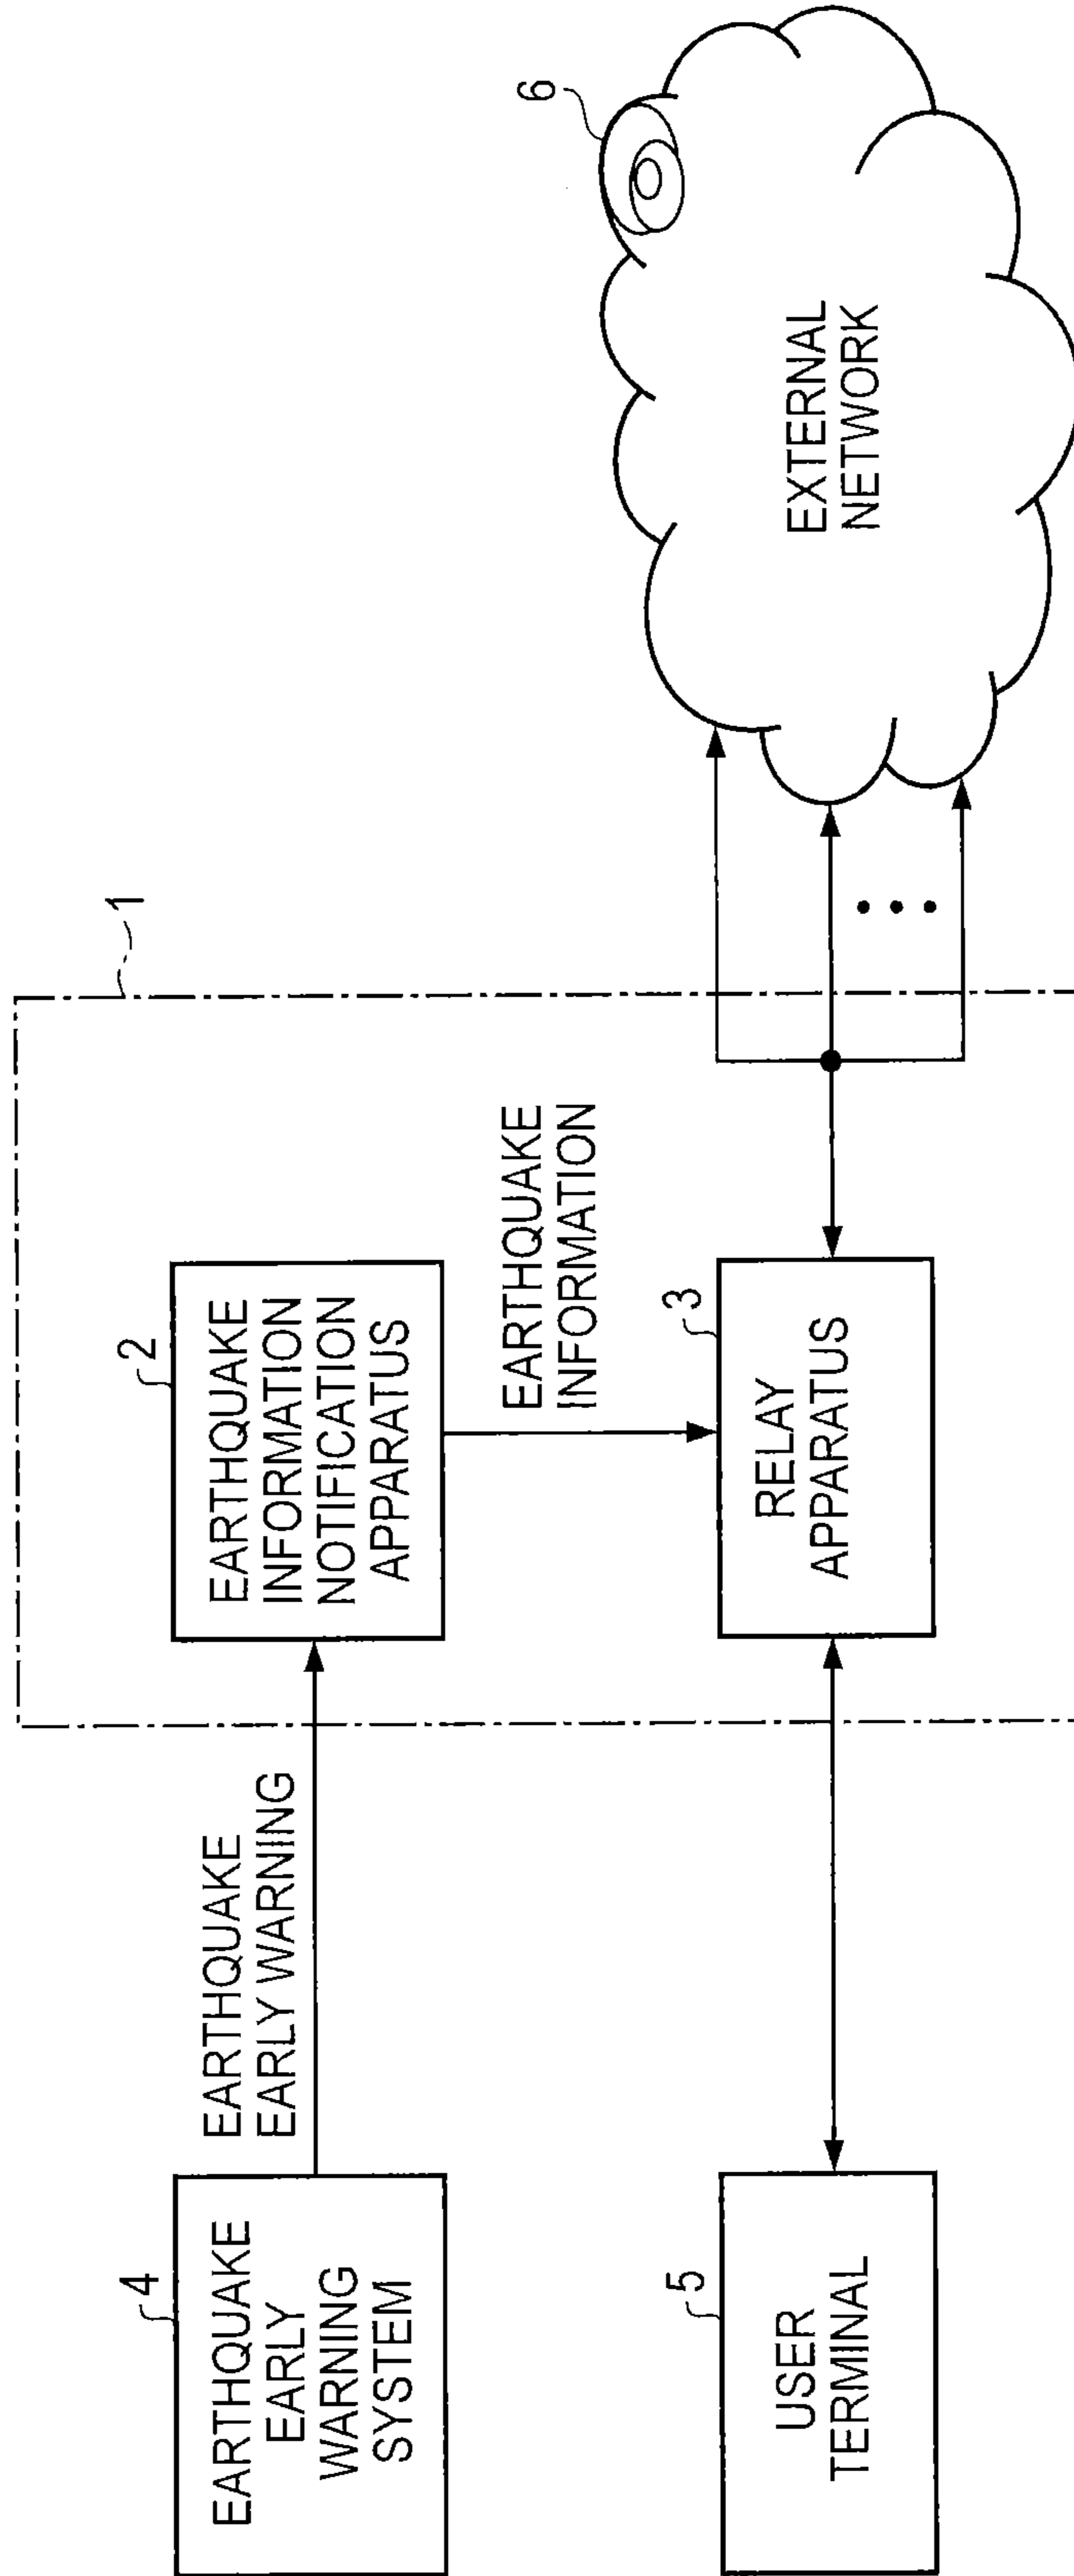 1
4
EARTHQUAKE
EARLY
WARNING
SYSTEM
EARTHQUAKE
EARLY WARNING
2
EARTHQUAKE
INFORMATION
NOTIFICATION
APPARATUS
EARTHQUAKE
INFORMATION
5
USER
TERMINAL
3
RELAY
APPARATUS
6
EXTERNAL
NETWORK